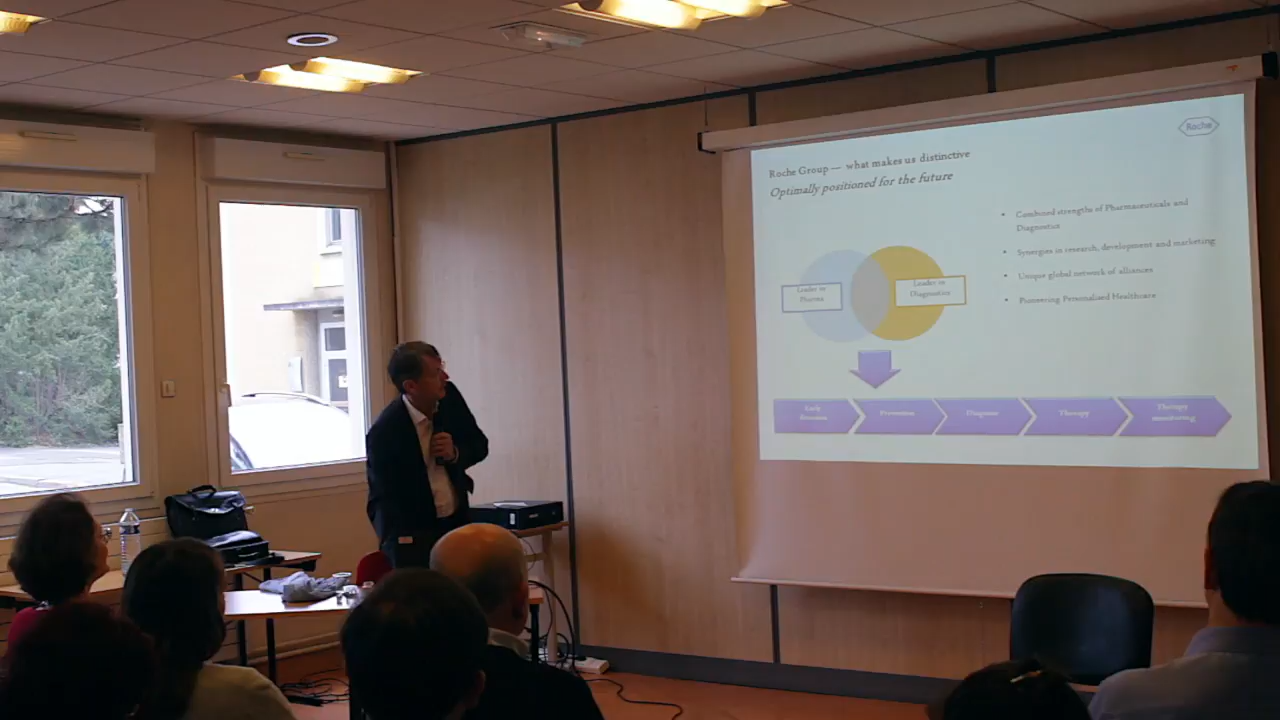 Roche
Roche Group — what makes us distinctive
Optimally positioned for the future
Combined strengths of Pharmaceuticals and
Diagnostics
Synergies in research, development and marketing
Unique global network of alliances
Pioneering Personalised Healthcare
Leader in
Pharma
Leader in
Diagnostics
Early
detection
Prevention
Diagnosis
Therapy
Therapy
monitoring